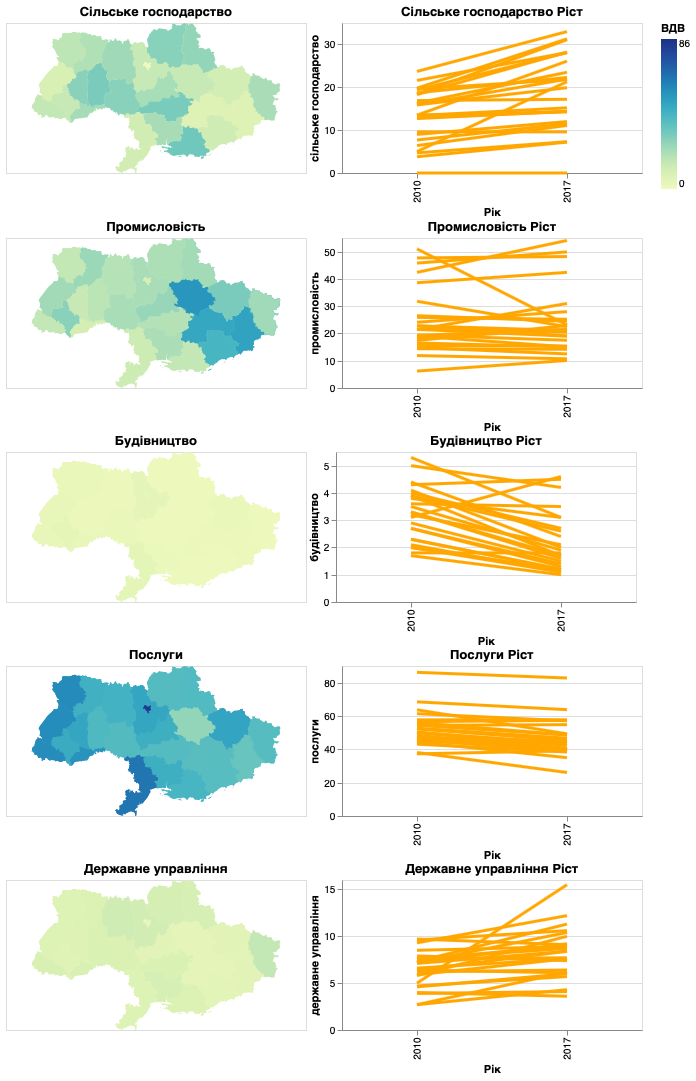 Сільське господарство
Сільське господарство Ріст
ВДВ
86
0
сільське господарство
30
20
10
0
2010
2017
Рік
Промисловість
Промисловість Ріст
промисловість
50
40
30
20
10
0
2010
2017
Рік
Будівництво
Будівництво Ріст
будівництво
5
4
3
2
1
0
2010
2017
Рік
Послуги
Послуги Ріст
послуги
80
60
40
20
0
2010
2017
Рік
Державне управління
Державне управління Ріст
державне управління
15
10
5
0
2010
2017
Рік